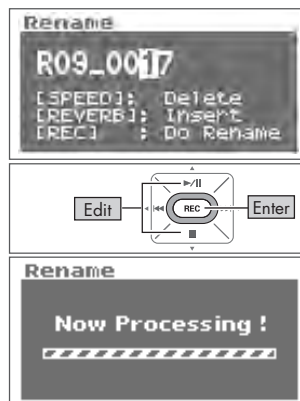 Rename
R09_0017
[SPEED]: Delete
[REVERB]: Insert
[REC] : Do Rename
Edit
REC
Enter
Rename
Now Processing !